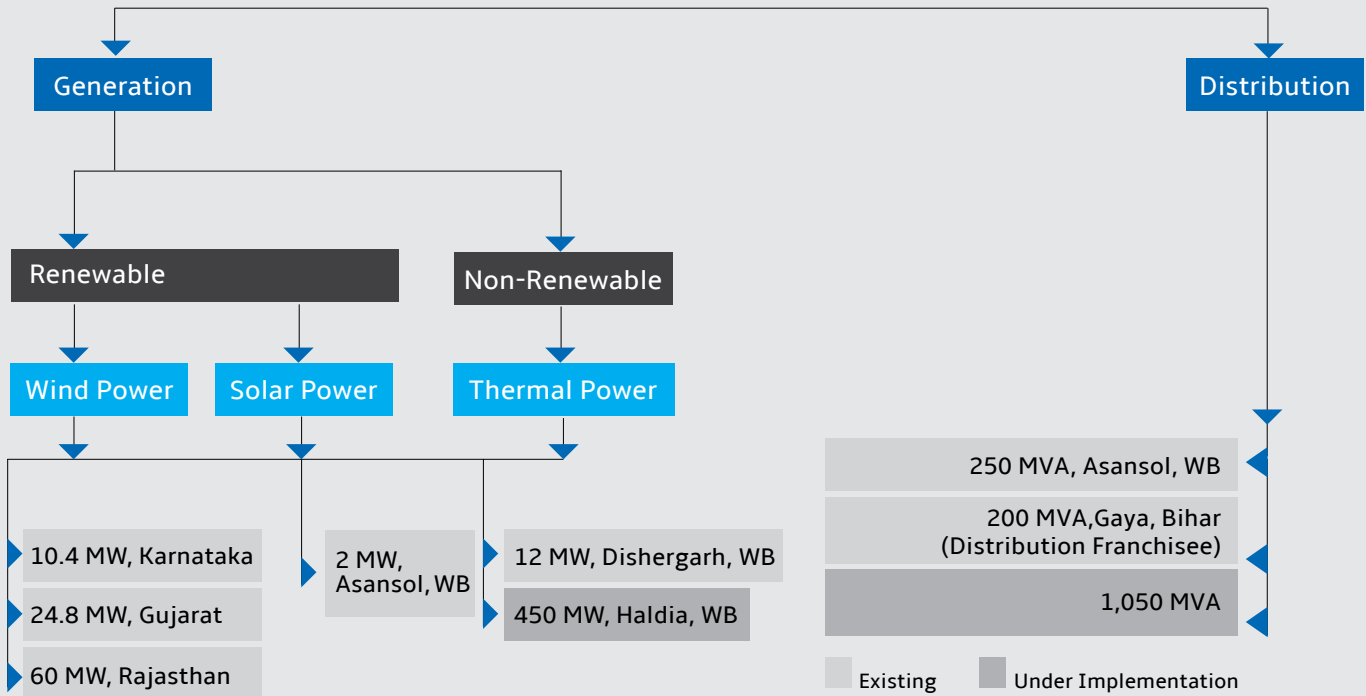 Generation
Distribution
Renewable
Non-Renewable
Wind Power
Solar Power
Thermal Power
10.4 MW, Karnataka
24.8 MW, Gujarat
60 MW, Rajasthan
2 MW,
Asansol, WB
12 MW, Dishergarh, WB
450 MW, Haldia, WB
250 MVA, Asansol, WB
200 MVA,Gaya, Bihar
(Distribution Franchisee)
1,050 MVA
Existing
Under Implementation